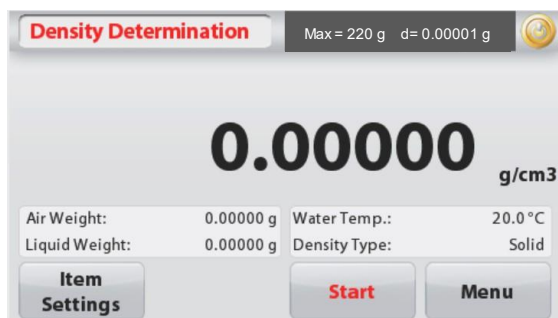 Density Determination Max = 220 g d= 0.00001 g
0.00000 g/cm3
Air Weight: 0.00000 g Water Temp.: 20.0 °C
Liquid Weight: 0.00000 g Density Type: Solid
Item
Settings
Start
Menu